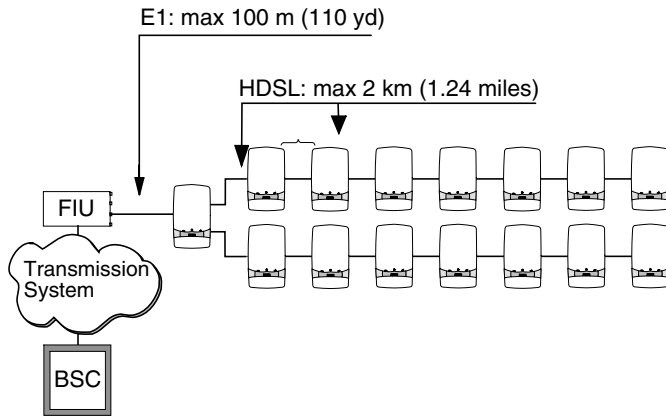 E1: max 100 m (110 yd)
HDSL: max 2 km (1.24 miles)
FIU
Transmission
System
BSC